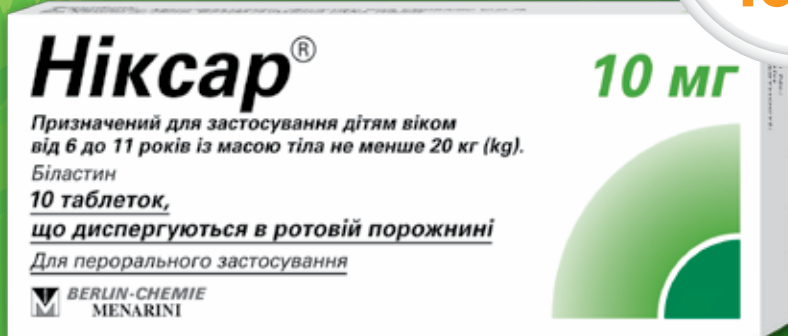 Ніксар®
10 мг
Призначений для застосування дітям віком
від 6 до 11 років із масою тіла не менше 20 кг (kg).
Біластин
10 таблеток,
що диспергуються в ротовій порожнині
Для перорального застосування
BERLIN-CHEMIE
MENARINI